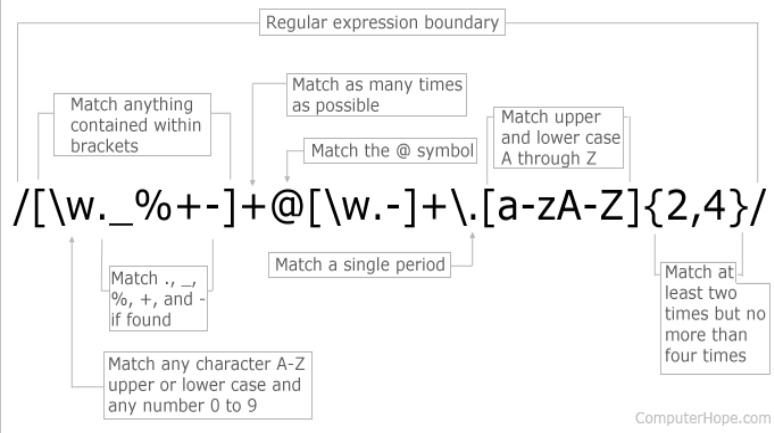 Regular expression boundary
Match anything
contained within
brackets
Match as many times
as possible
Match the @ symbol
Match upper
and lower case
A through Z
/[\w._%+-]+@[\w.-]+\.[a-zA-Z]{2,4}/
Match a single period
Match ., _,
%, +, and -
if found
Match at
least two
times but no
more than
four times
Match any character A-Z
upper or lower case and
any number 0 to 9
ComputerHope.com